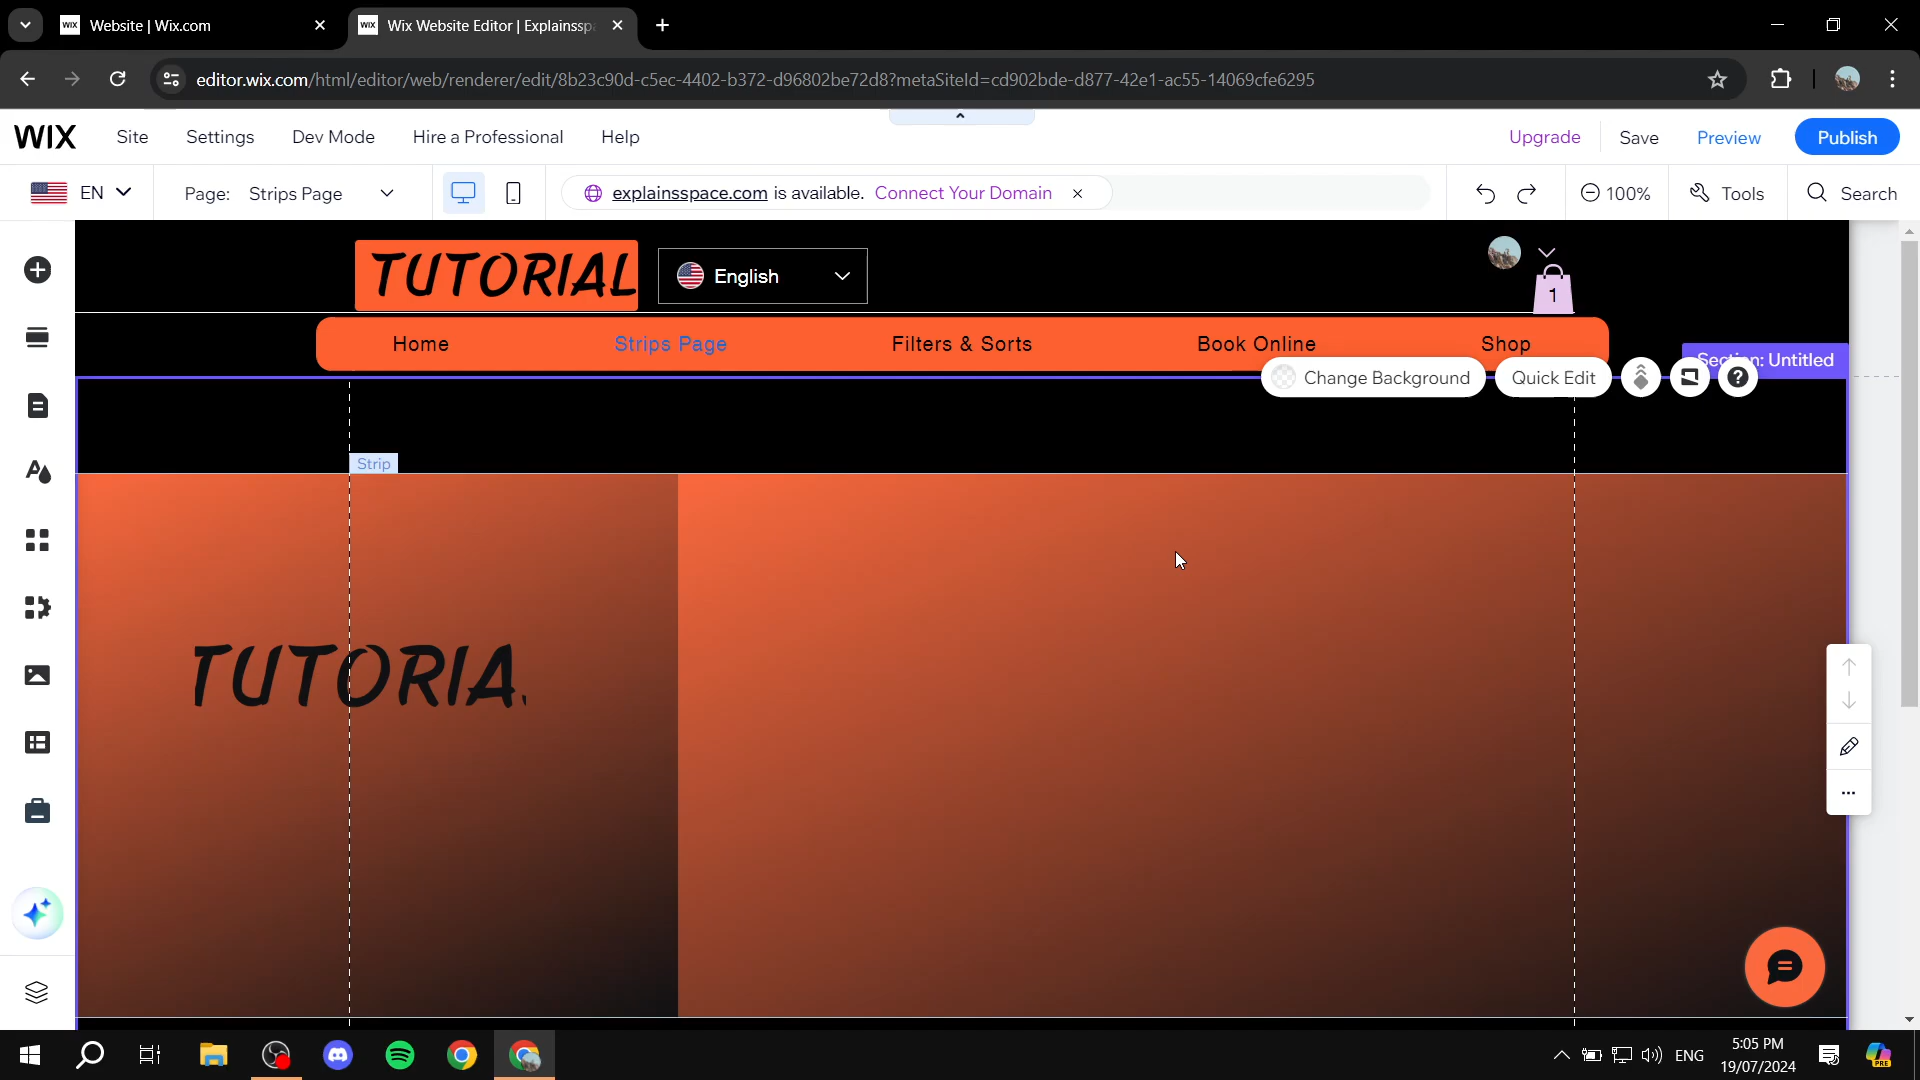 Website | Wix.com
Wix Website Editor | Explainssp
editor.wix.com/html/editor/web/renderer/edit/8b23c90d-c5ec-4402-b372-d96802be72d8?metaSiteId=cd902bde-d877-42e1-ac55-14069cfe6295
WIX Site Settings Dev Mode Hire a Professional Help Upgrade Save Preview Publish
EN Page: Strips Page explainsspace.com is available. Connect Your Domain 100% Tools Search
TUTORIAL English 1
Home Strips Page Filters & Sorts Book Online Shop
Section: Untitled
Change Background Quick Edit ?
Strip
TUTORIA
ENG 5:05 PM
19/07/2024
PRE